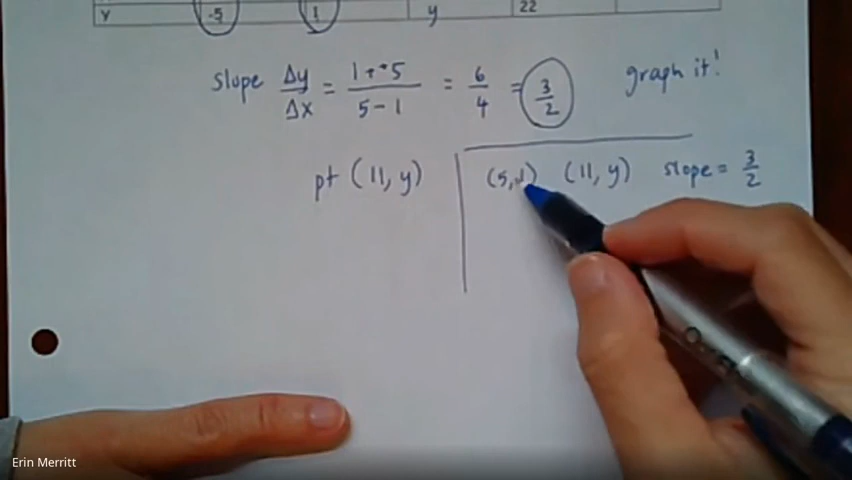 y -5 1 y 22
slope Δy/Δx = 1 + +5 / 5 - 1 = 6/4 = 3/2 graph it!
pt (11, y) (5, 1) (11, y) slope = 3/2
Erin Merritt